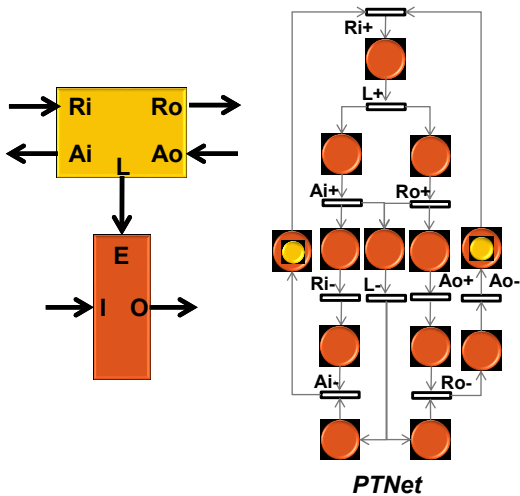 Ri Ro
Ai Ao
L
E
I O
Ri+
L+
Ai+ Ro+
Ri- L- Ao+ Ao-
Ai- Ro-
PTNet